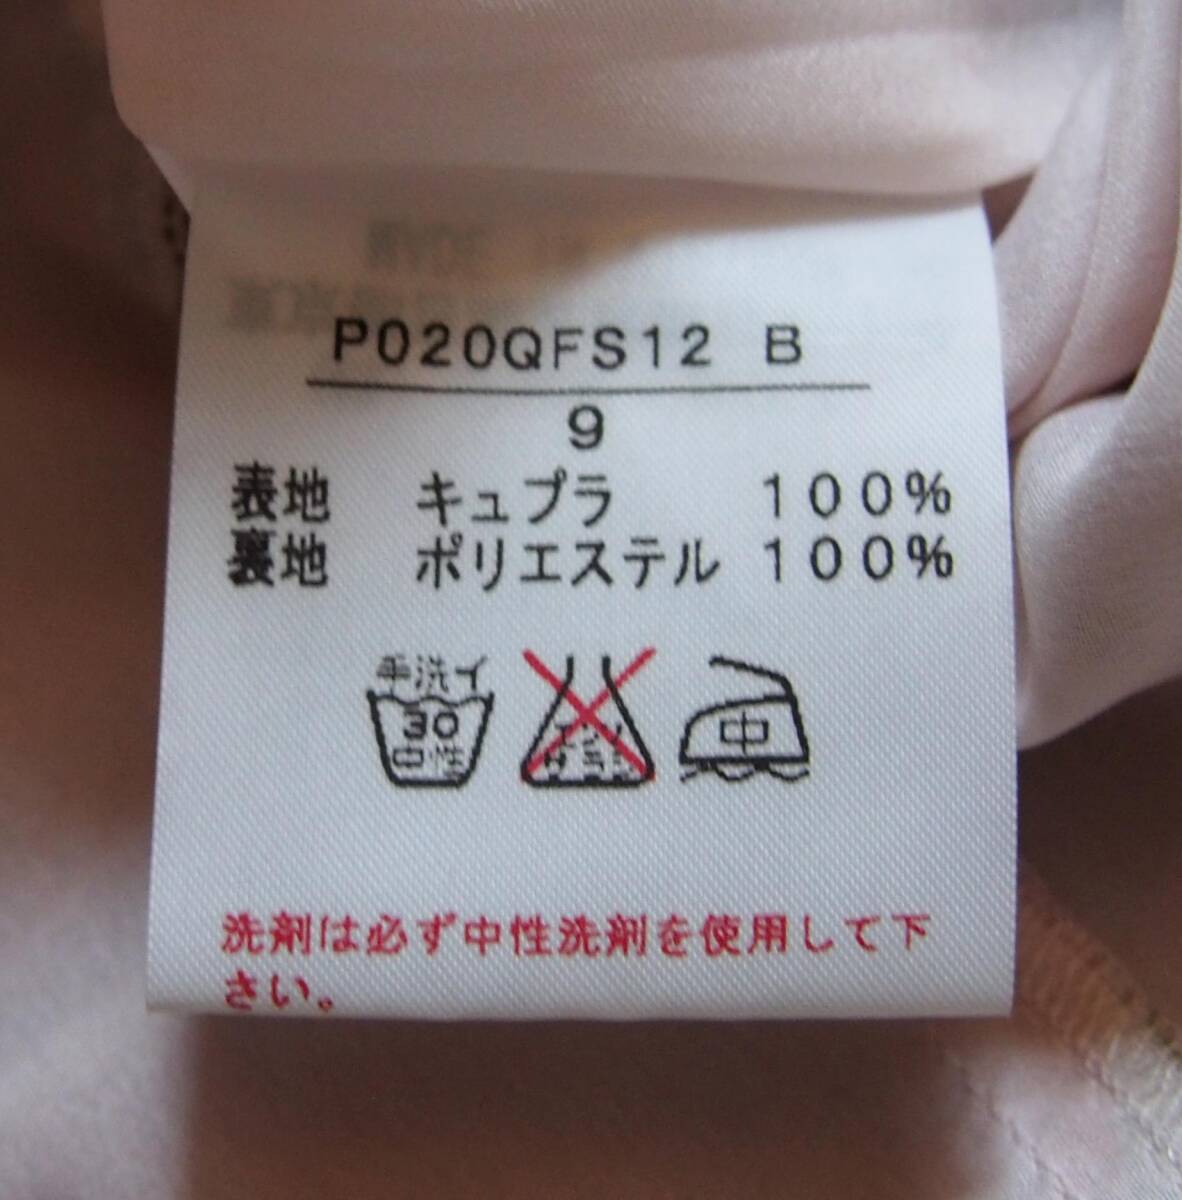 P020QFS12 B
9
表地 キュプラ 100%
裏地 ポリエステル 100%
手洗イ
30
中性
中
洗剤は必ず中性洗剤を使用して下
さい。